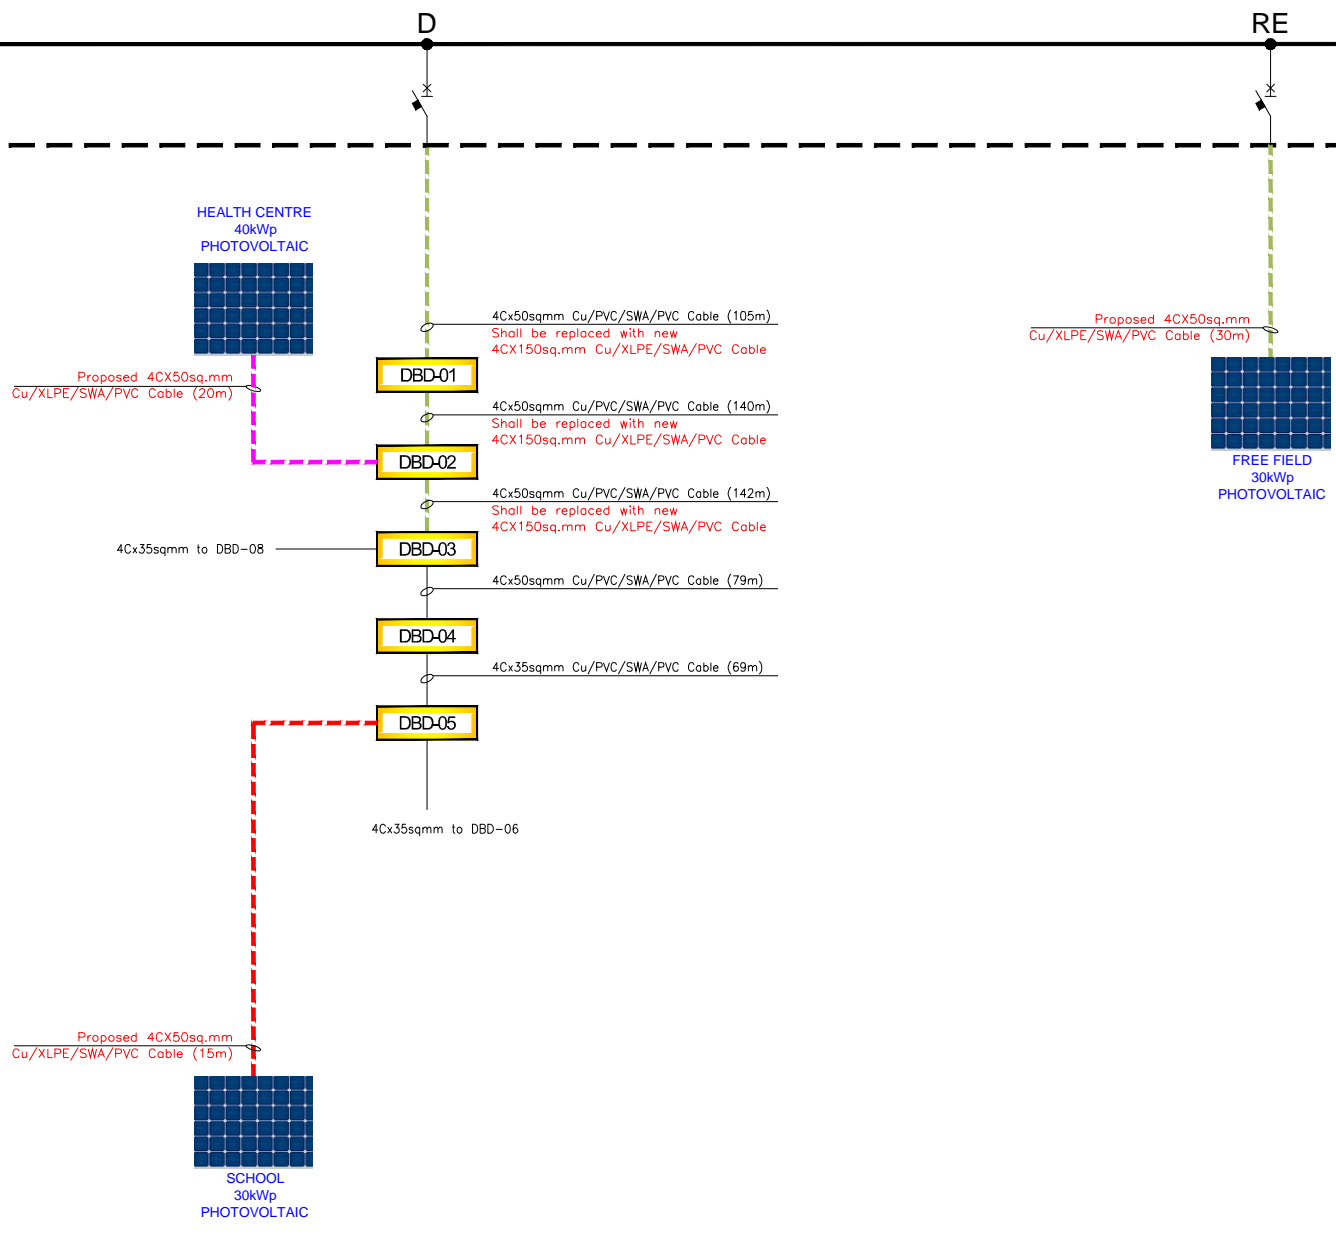 D
RE
HEALTH CENTRE
40kWp
PHOTOVOLTAIC
4Cx50sqmm Cu/PVC/SWA/PVC Cable (105m)
Shall be replaced with new
4CX150sq.mm Cu/XLPE/SWA/PVC Cable
Proposed 4CX50sq.mm
Cu/XLPE/SWA/PVC Cable (30m)
DBD-01
Proposed 4CX50sq.mm
Cu/XLPE/SWA/PVC Cable (20m)
4Cx50sqmm Cu/PVC/SWA/PVC Cable (140m)
Shall be replaced with new
4CX150sq.mm Cu/XLPE/SWA/PVC Cable
DBD-02
FREE FIELD
30kWp
PHOTOVOLTAIC
4Cx50sqmm Cu/PVC/SWA/PVC Cable (142m)
Shall be replaced with new
4CX150sq.mm Cu/XLPE/SWA/PVC Cable
4Cx35sqmm to DBD-08
DBD-03
4Cx50sqmm Cu/PVC/SWA/PVC Cable (79m)
DBD-04
4Cx35sqmm Cu/PVC/SWA/PVC Cable (69m)
DBD-05
4Cx35sqmm to DBD-06
Proposed 4CX50sq.mm
Cu/XLPE/SWA/PVC Cable (15m)
SCHOOL
30kWp
PHOTOVOLTAIC